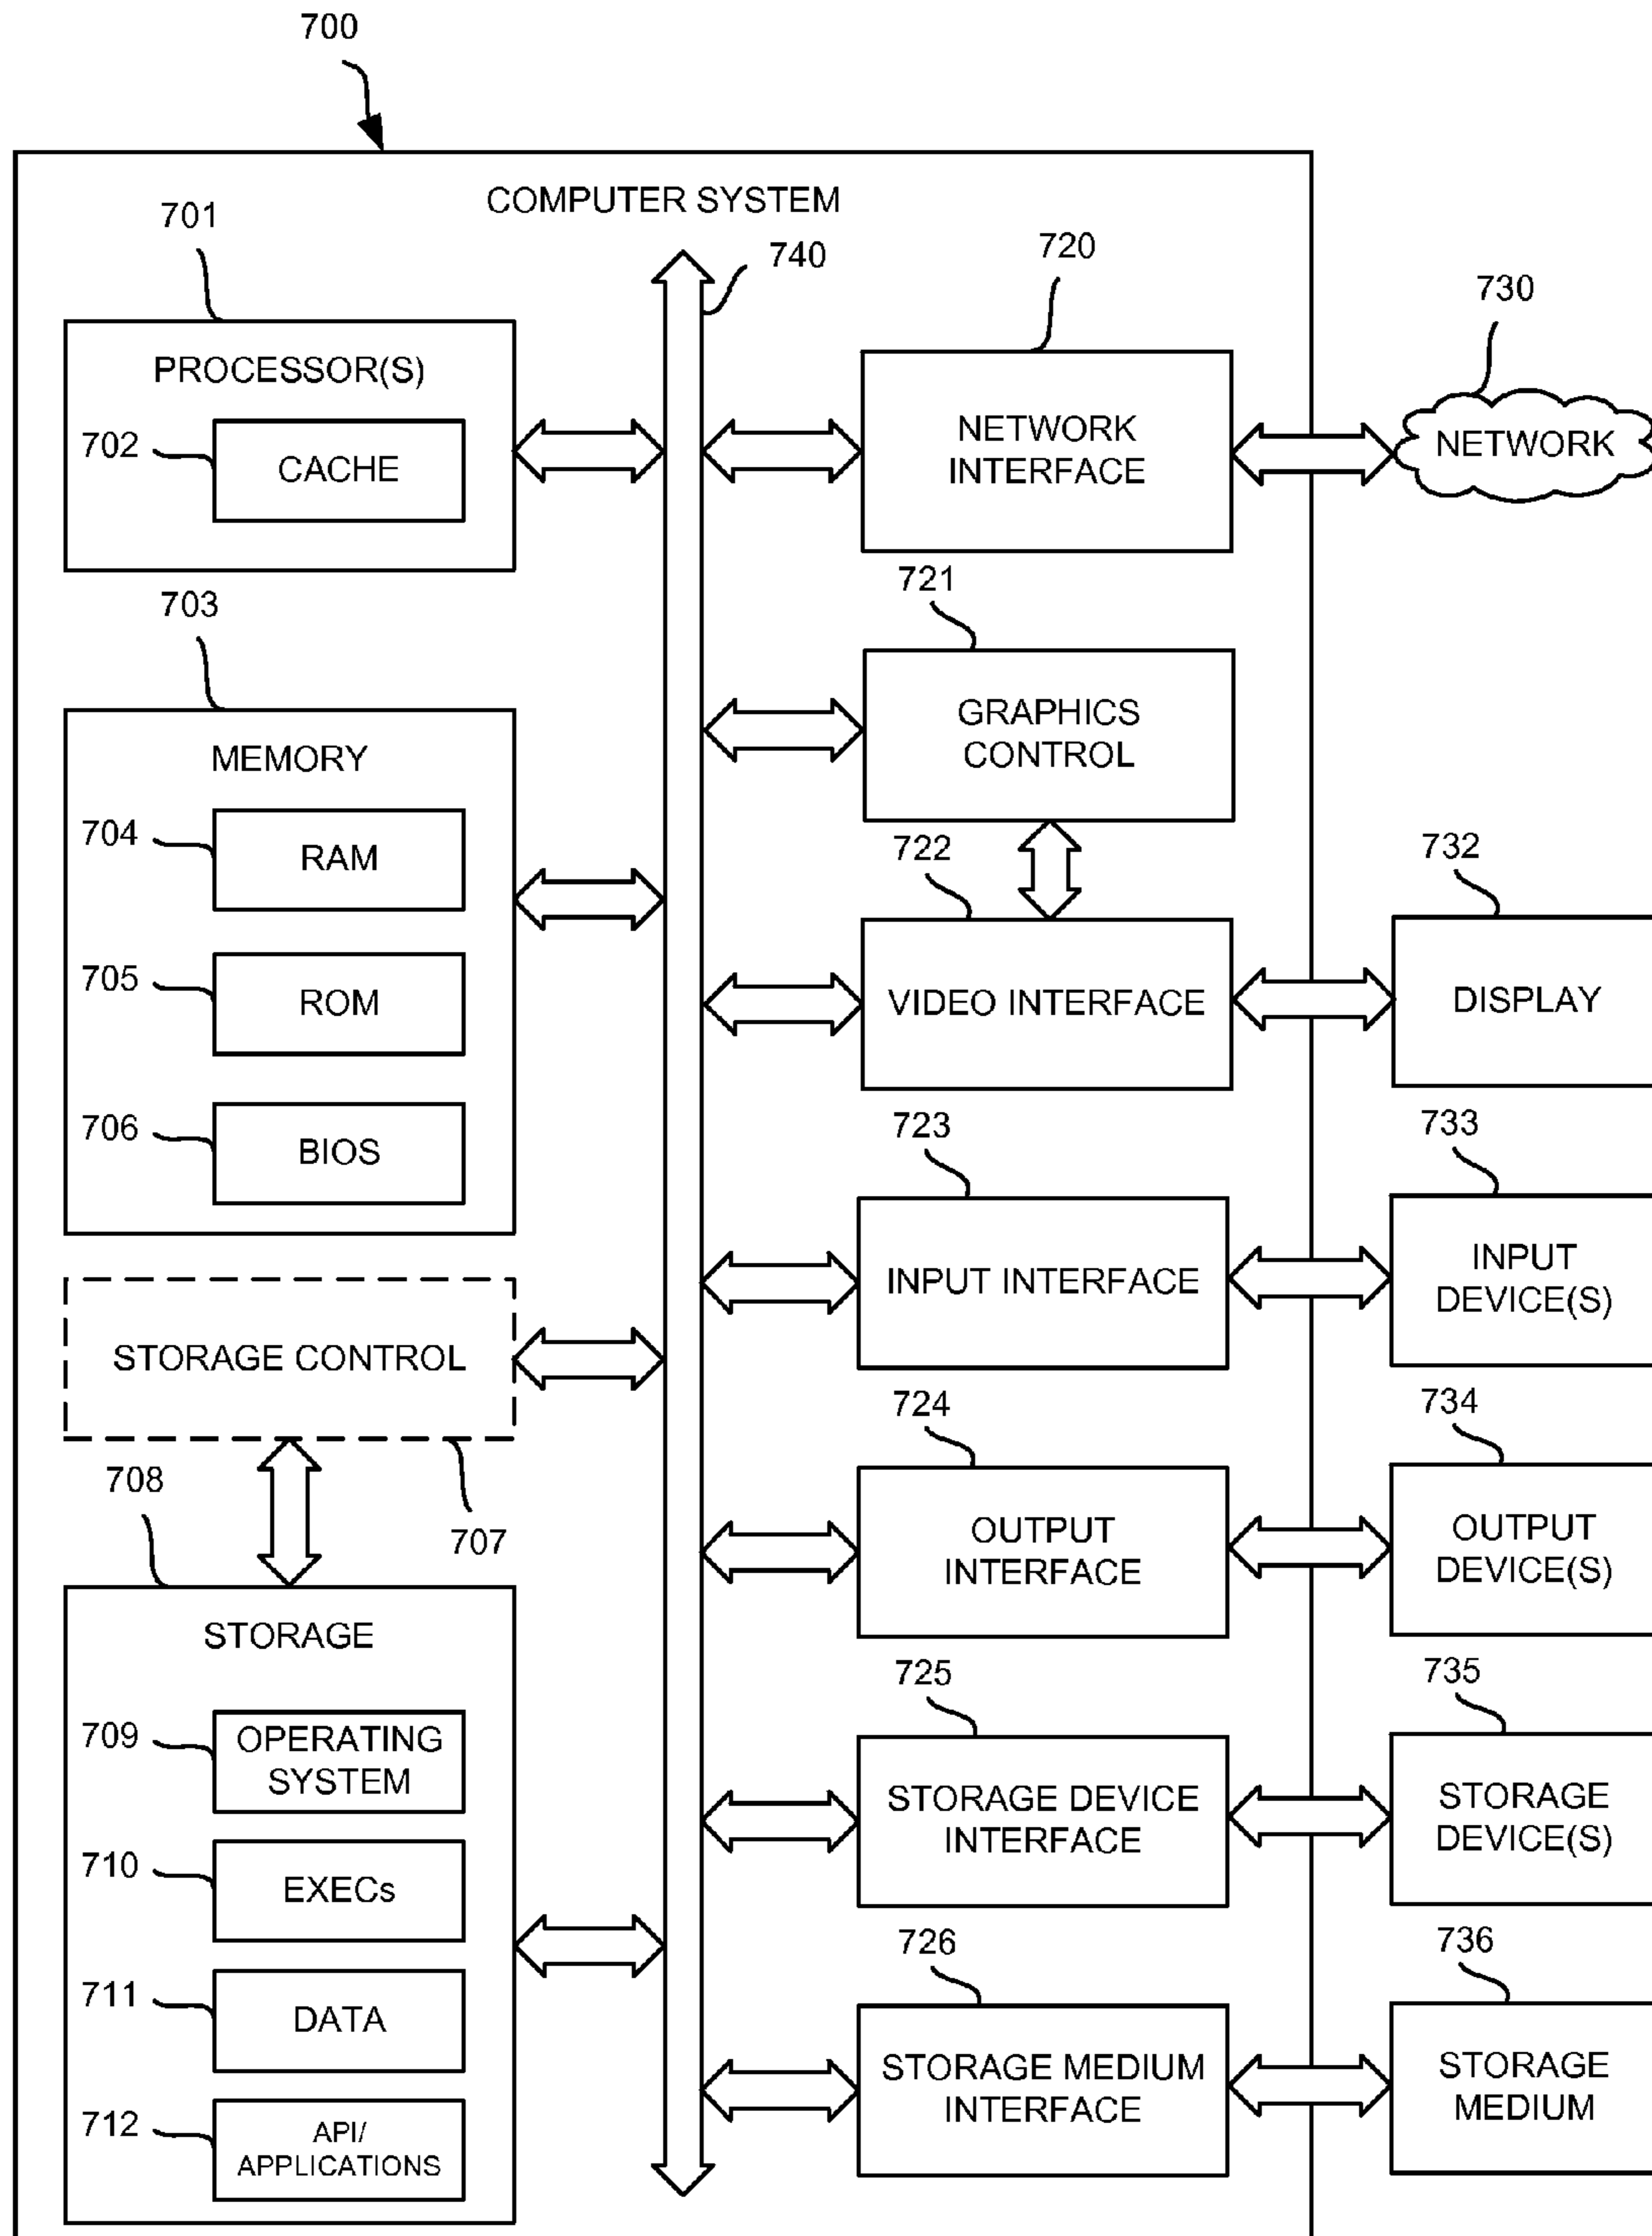 700
COMPUTER SYSTEM
701
740
720
730
PROCESSOR(S)
702
CACHE
NETWORK
INTERFACE
NETWORK
703
721
MEMORY
GRAPHICS
CONTROL
704
RAM
722
732
705
ROM
VIDEO INTERFACE
DISPLAY
706
BIOS
723
733
INPUT INTERFACE
INPUT
DEVICE(S)
STORAGE CONTROL
707
724
734
708
OUTPUT
INTERFACE
OUTPUT
DEVICE(S)
STORAGE
725
735
709
OPERATING
SYSTEM
STORAGE DEVICE
INTERFACE
STORAGE
DEVICE(S)
710
EXECs
726
736
711
DATA
STORAGE MEDIUM
INTERFACE
STORAGE
MEDIUM
712
API/
APPLICATIONS